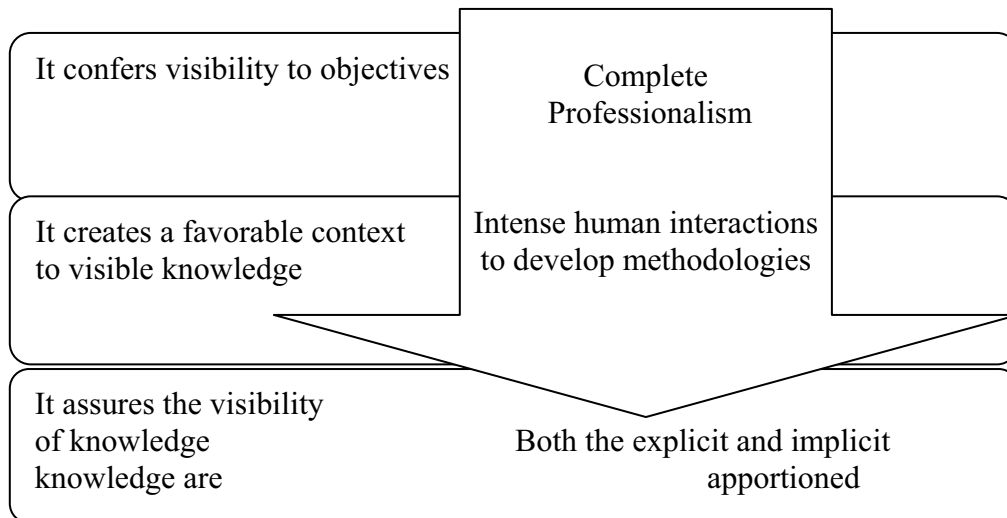 It confers visibility to objectives
Complete
Professionalism
It creates a favorable context
to visible knowledge
Intense human interactions
to develop methodologies
It assures the visibility
of knowledge
knowledge are
Both the explicit and implicit
apportioned